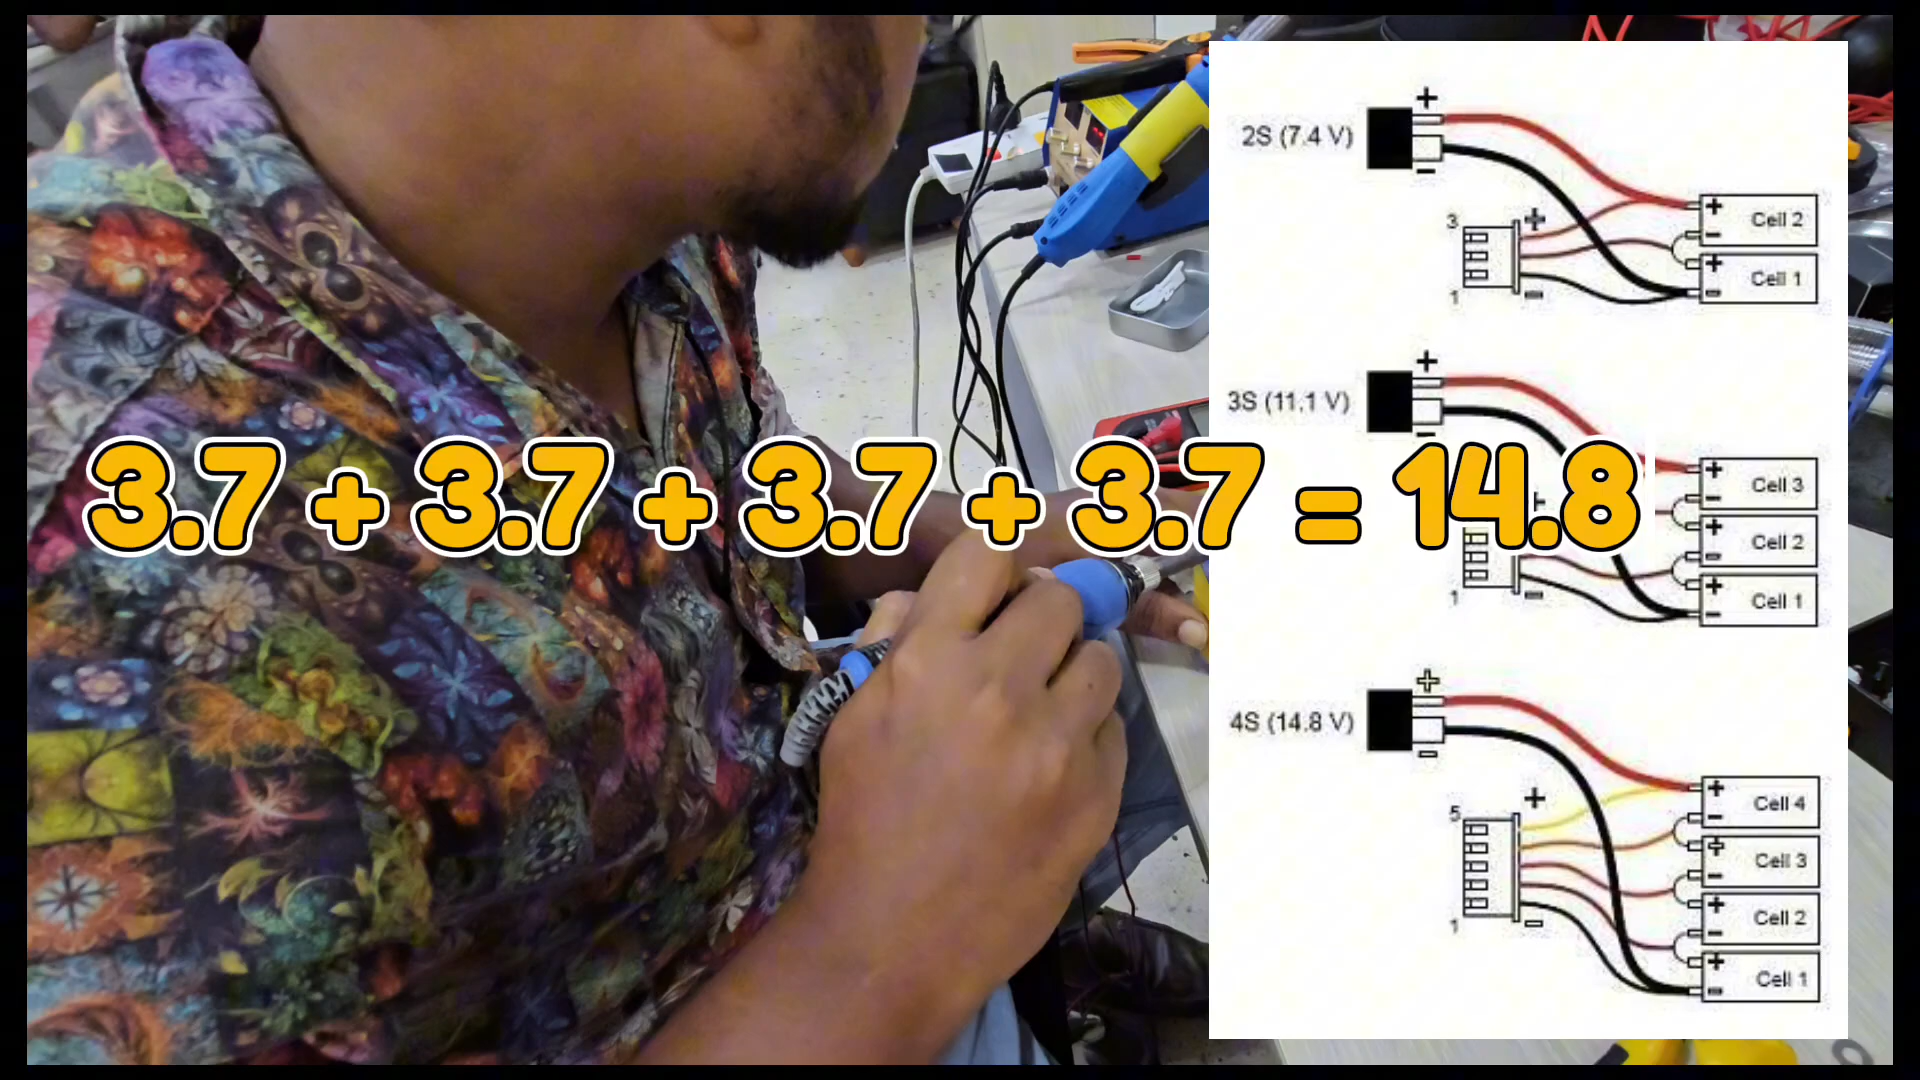 3.7 + 3.7 + 3.7 + 3.7 = 14.8
2S (7.4 V)
+
-
3
+
1
-
+
-
Cell 2
+
-
Cell 1
3S (11.1 V)
+
-
1
-
+
-
Cell 3
+
-
Cell 2
+
-
Cell 1
4S (14.8 V)
+
-
5
+
1
-
+
-
Cell 4
+
-
Cell 3
+
-
Cell 2
+
-
Cell 1